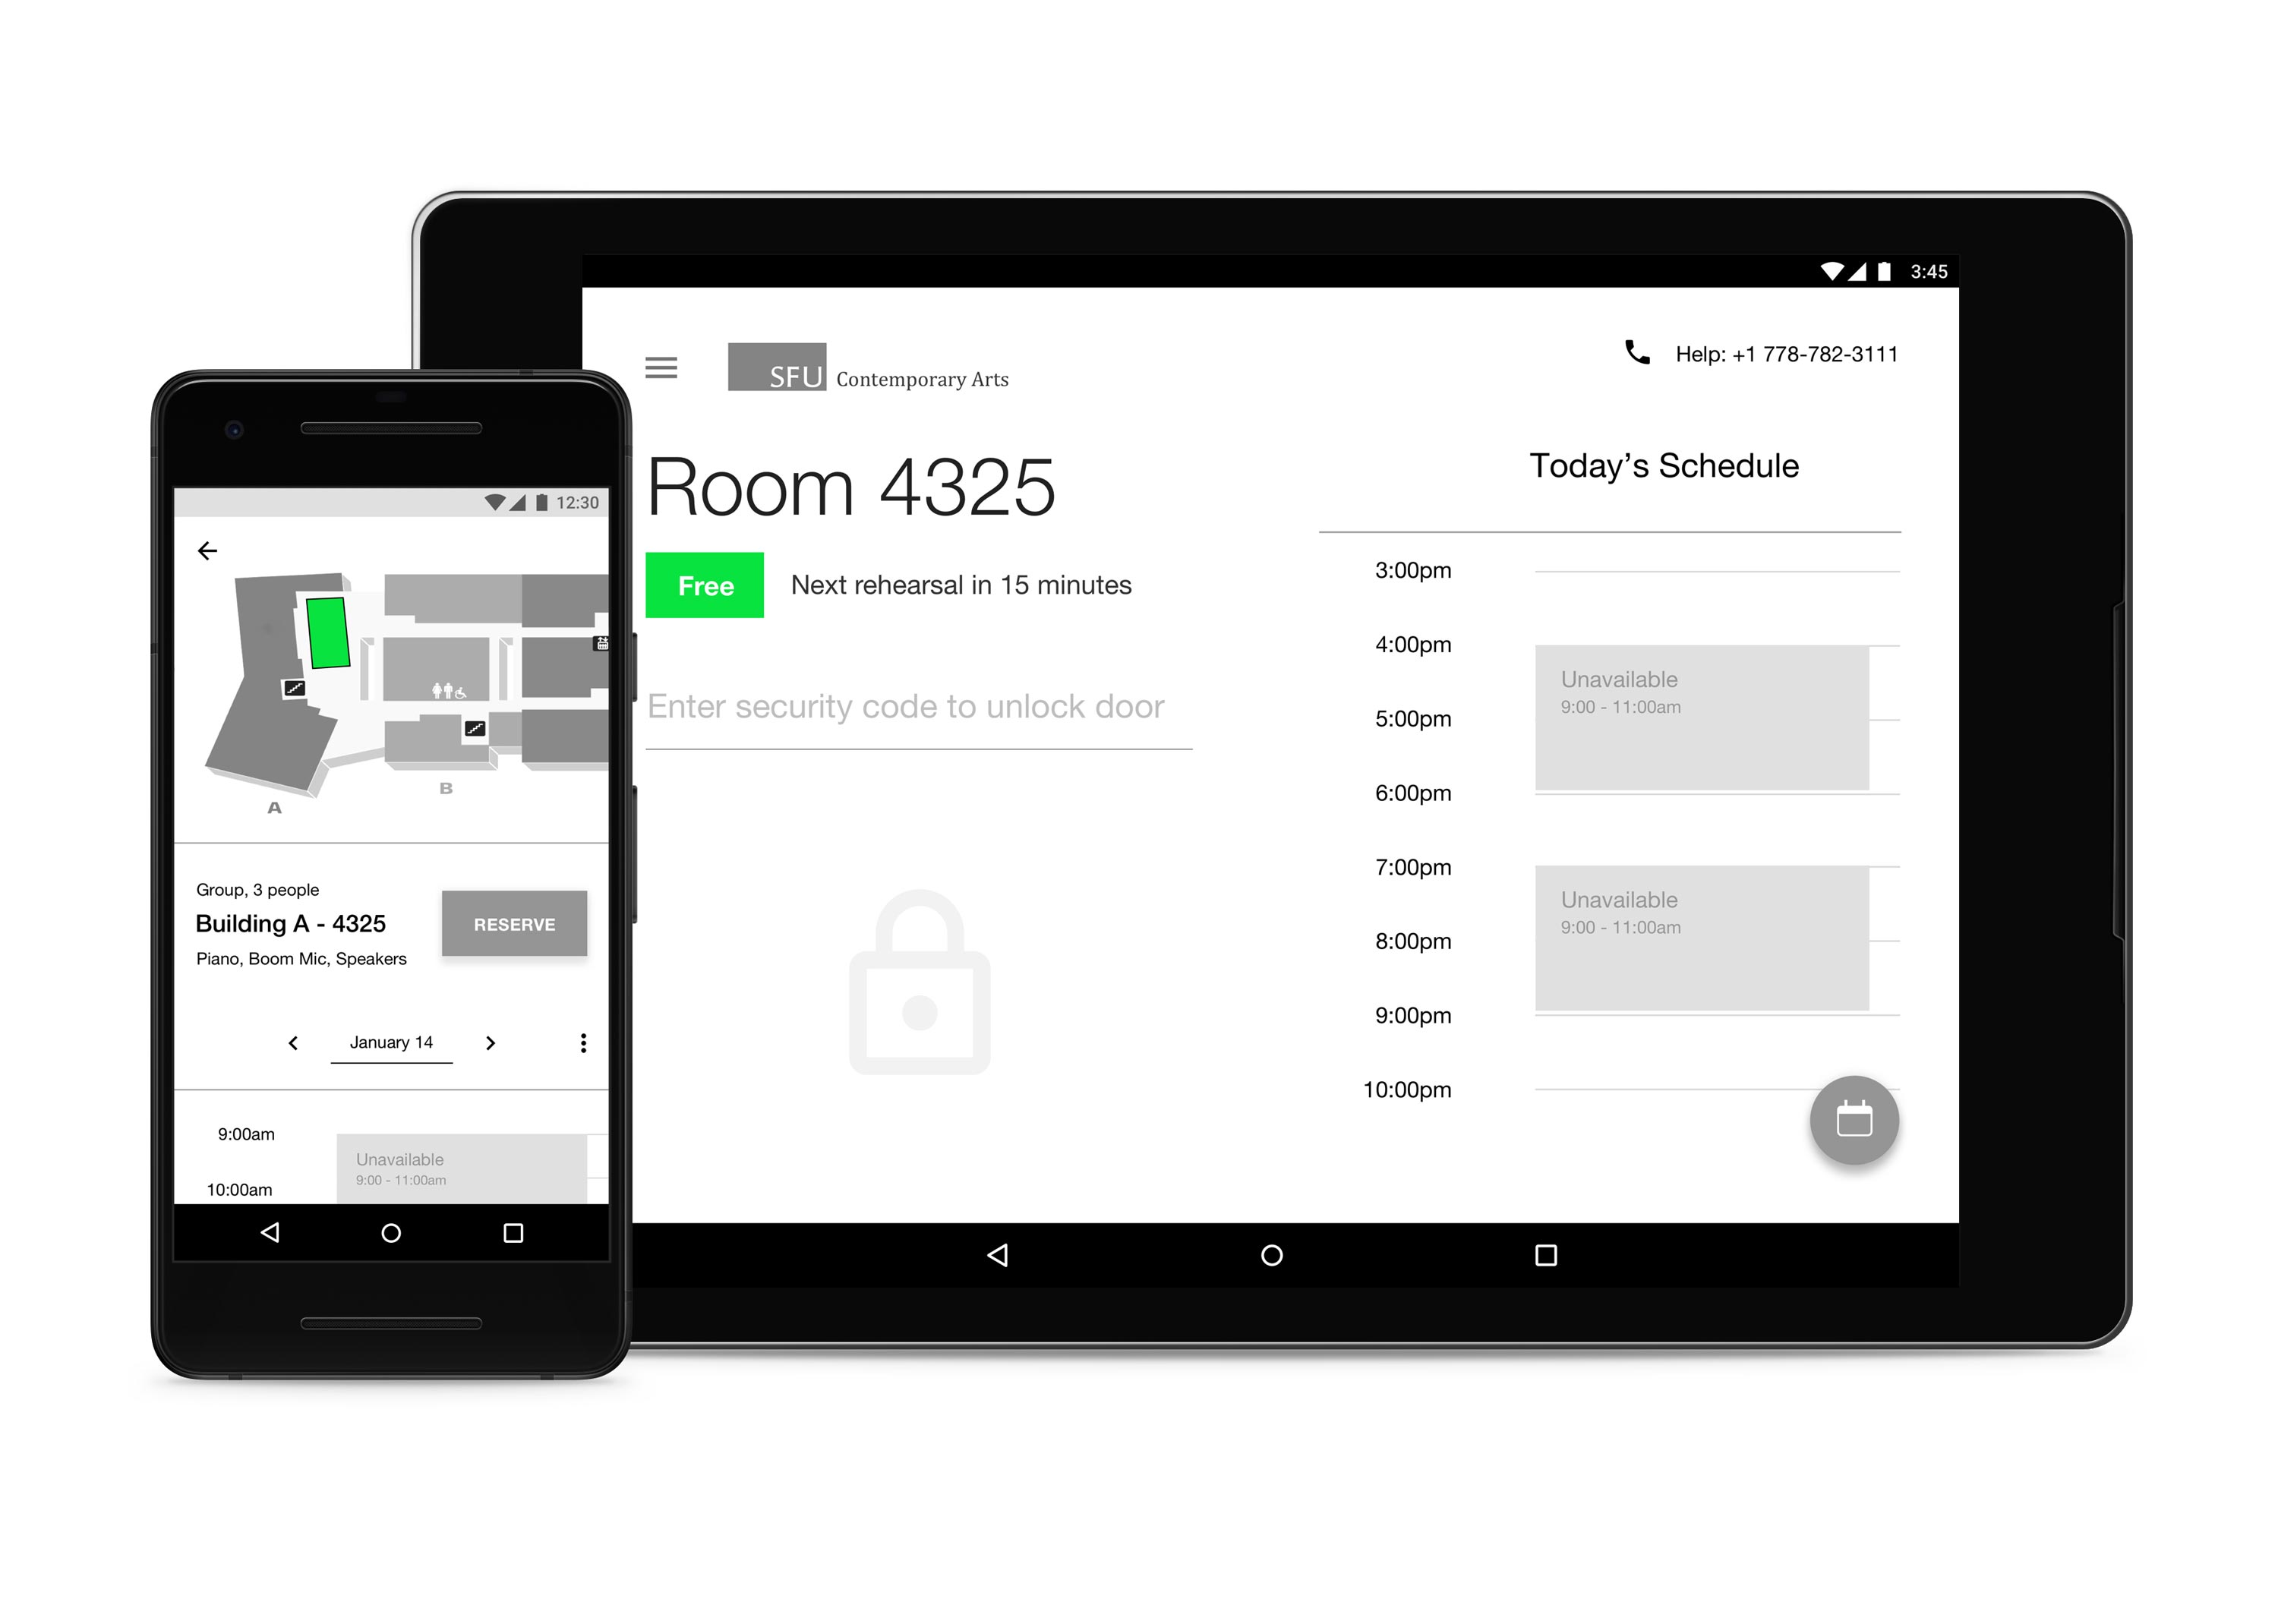 12:30
A
B
Group, 3 people
Building A - 4325
Piano, Boom Mic, Speakers
RESERVE
January 14
9:00am
Unavailable
9:00 - 11:00am
10:00am
3:45
SFU Contemporary Arts
Help: +1 778-782-3111
Room 4325
Free
Next rehearsal in 15 minutes
Enter security code to unlock door
Today’s Schedule
3:00pm
4:00pm
Unavailable
9:00 - 11:00am
5:00pm
6:00pm
7:00pm
Unavailable
9:00 - 11:00am
8:00pm
9:00pm
10:00pm